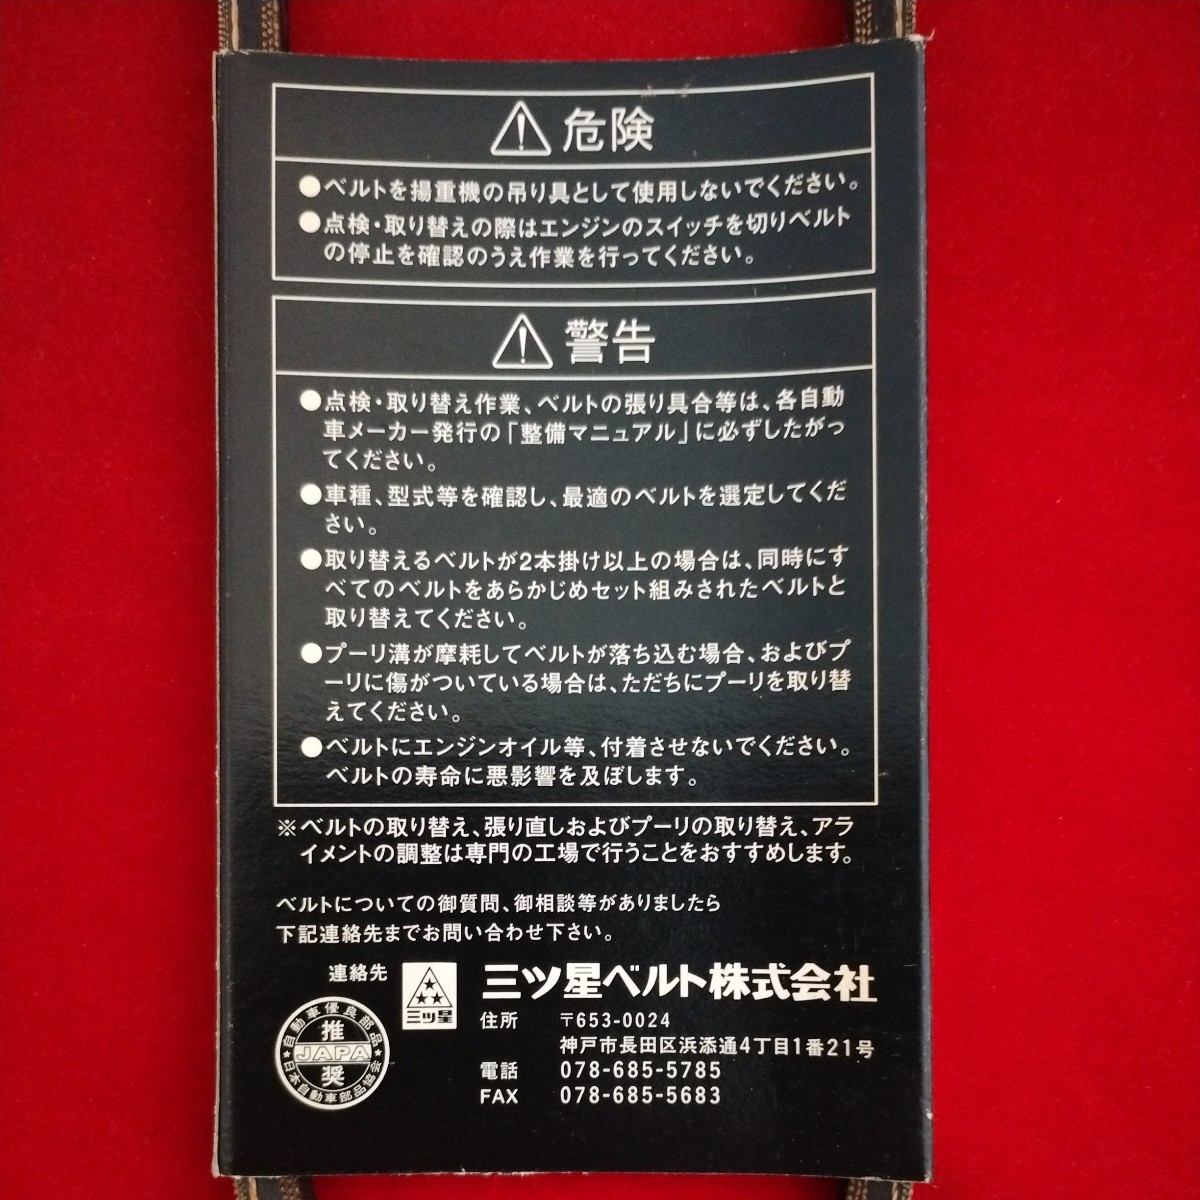 危険
●ベルトを揚重機の吊り具として使用しないでください。
●点検・取り替えの際はエンジンのスイッチを切りベルト
の停止を確認のうえ作業を行ってください。
警告
●点検・取り替え作業、ベルトの張り具合等は、各自動
車メーカー発行の「整備マニュアル」に必ずしたがっ
てください。
●車種、型式等を確認し、最適のベルトを選定してくだ
さい。
●取り替えるベルトが2本掛け以上の場合は、同時にす
べてのベルトをあらかじめセット組みされたベルトと
取り替えてください。
●プーリ溝が摩耗してベルトが落ち込む場合、およびプ
ーリに傷がついている場合は、ただちにプーリを取り替
えてください。
●ベルトにエンジンオイル等、付着させないでください。
ベルトの寿命に悪影響を及ぼします。
※ベルトの取り替え、張り直しおよびプーリの取り替え、アラ
イメントの調整は専門の工場で行うことをおすすめします。
ベルトについての御質問、御相談等がありましたら
下記連絡先までお問い合わせ下さい。
連絡先
三ツ星
三ツ星ベルト株式会社
住所 〒653-0024
神戸市長田区浜添通4丁目1番21号
電話 078-685-5785
FAX 078-685-5683
自動車優良部品
推
JAPA
奨
日本自動車部品協会